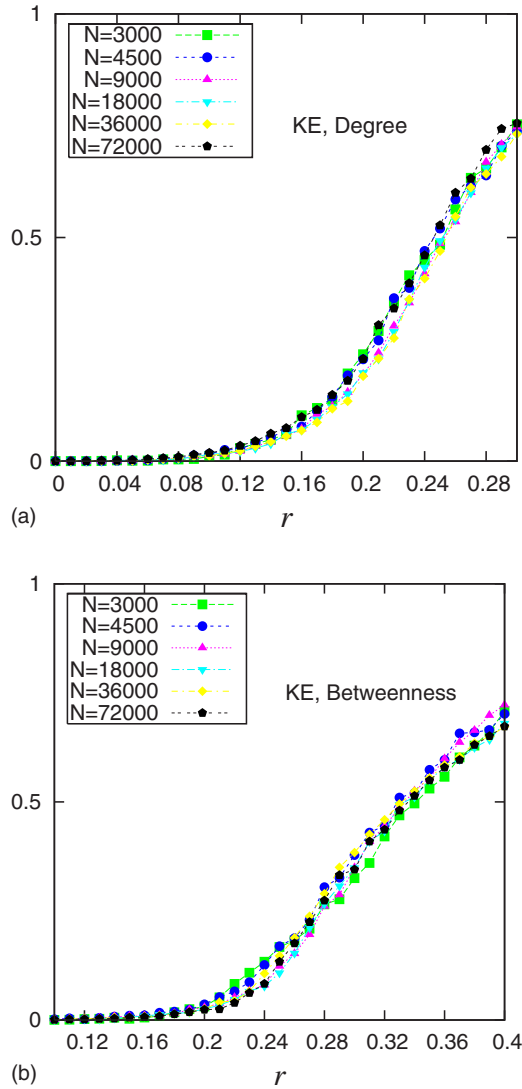 1
N=3000
N=4500
N=9000
N=18000
N=36000
N=72000
KE, Degree
0.5
0
0 0.04 0.08 0.12 0.16 0.2 0.24 0.28
(a)
r
1
N=3000
N=4500
N=9000
N=18000
N=36000
N=72000
KE, Betweenness
0.5
0
0.12 0.16 0.2 0.24 0.28 0.32 0.36 0.4
(b)
r